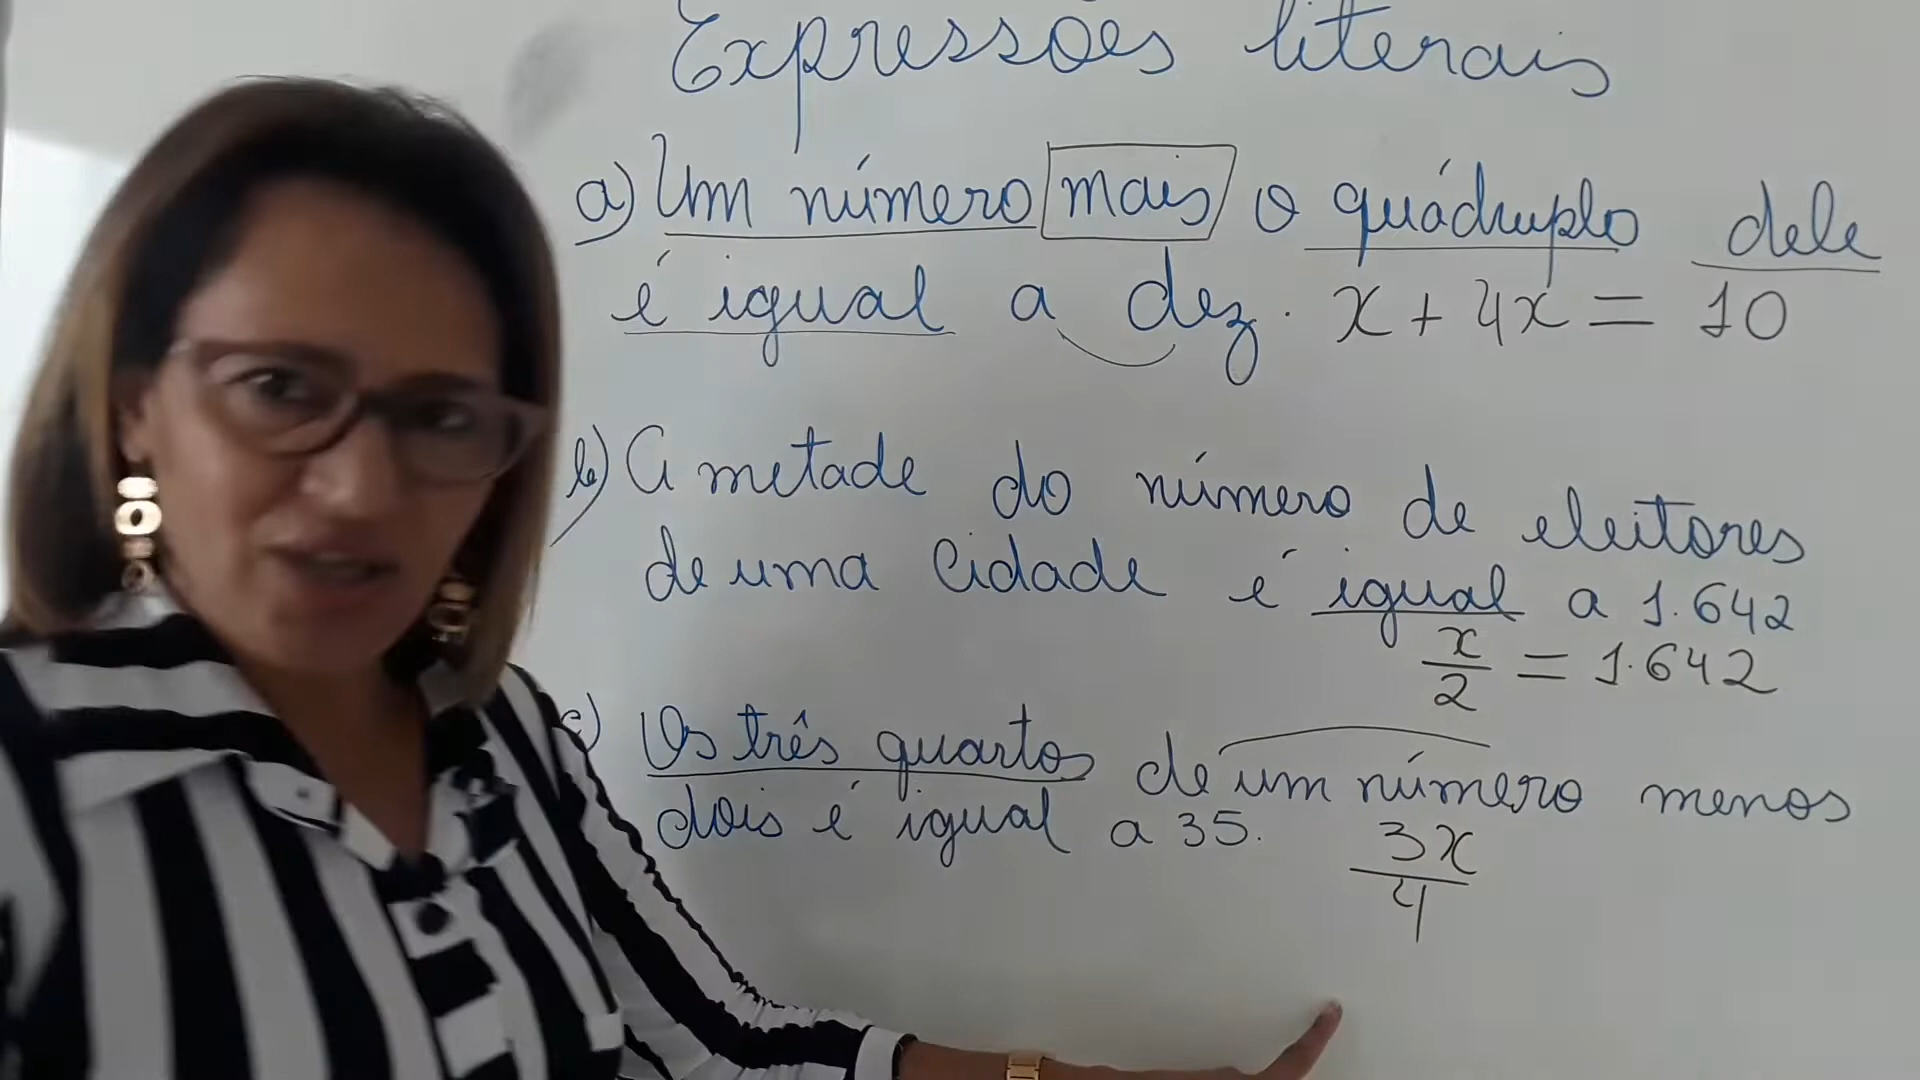 Expressões literais
a) Um número mais o quádruplo dele
é igual a dez. x + 4x = 10
b) A metade do número de eleitores
de uma cidade é igual a 1.642
x/2 = 1.642
c) Os três quartos de um número menos
dois é igual a 35. 3x/4